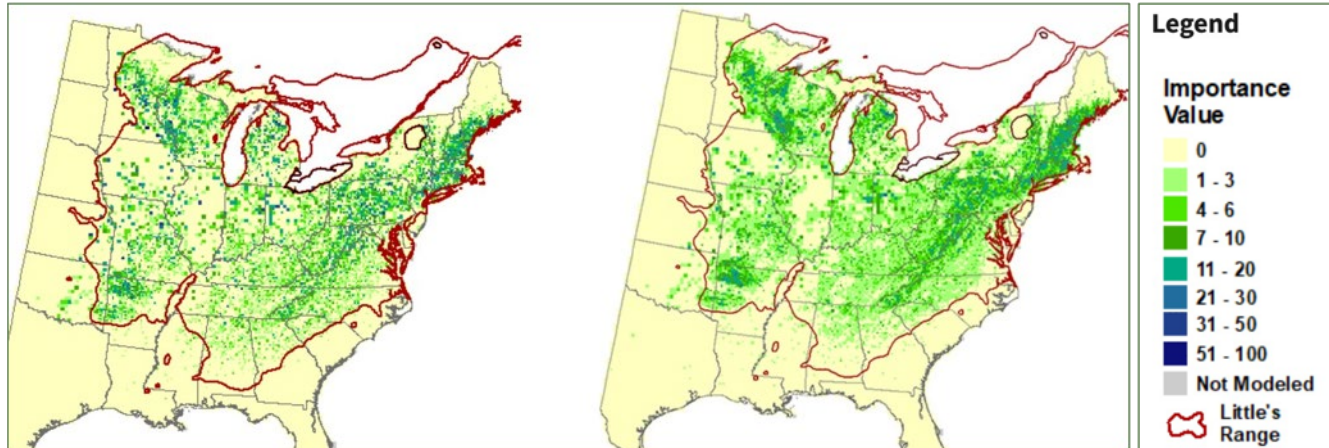 Legend
Importance
Value
0
1 - 3
4 - 6
7 - 10
11 - 20
21 - 30
31 - 50
51 - 100
Not Modeled
Little's
Range